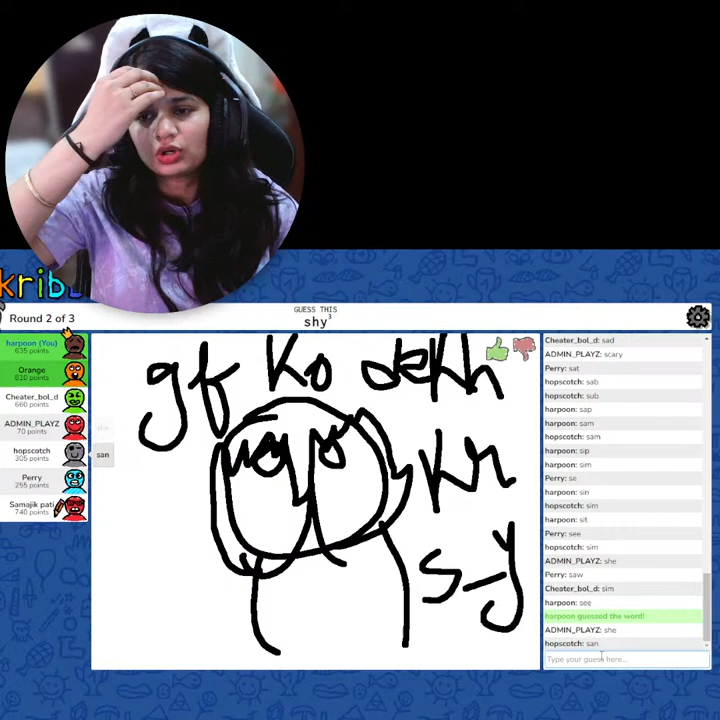 krib
GUESS THIS
Round 2 of 3
shy3
harpoon (You)
635 points
Orange
810 points
Cheater_bol_d
660 points
ADMIN_PLAYZ
70 points
she
hopscotch
305 points
san
Perry
255 points
Samajik pati
740 points
gf ko dekh
kr
s_y
Cheater_bol_d: sad
ADMIN_PLAYZ: scary
Perry: sat
hopscotch: sab
hopscotch: sub
harpoon: sap
harpoon: sam
hopscotch: sam
harpoon: sip
harpoon: sim
Perry: se
harpoon: sin
hopscotch: sim
harpoon: sit
Perry: see
hopscotch: sim
ADMIN_PLAYZ: she
Perry: saw
Cheater_bol_d: sim
harpoon: see
harpoon guessed the word!
ADMIN_PLAYZ: she
hopscotch: san
Type your guess here...